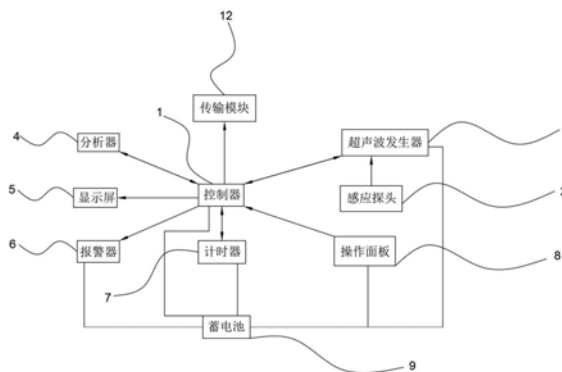 12
1
传输模块
4
分析器
超声波发生器
5
显示屏
控制器
感应探头
2
6
报警器
计时器
操作面板
8
7
蓄电池
9